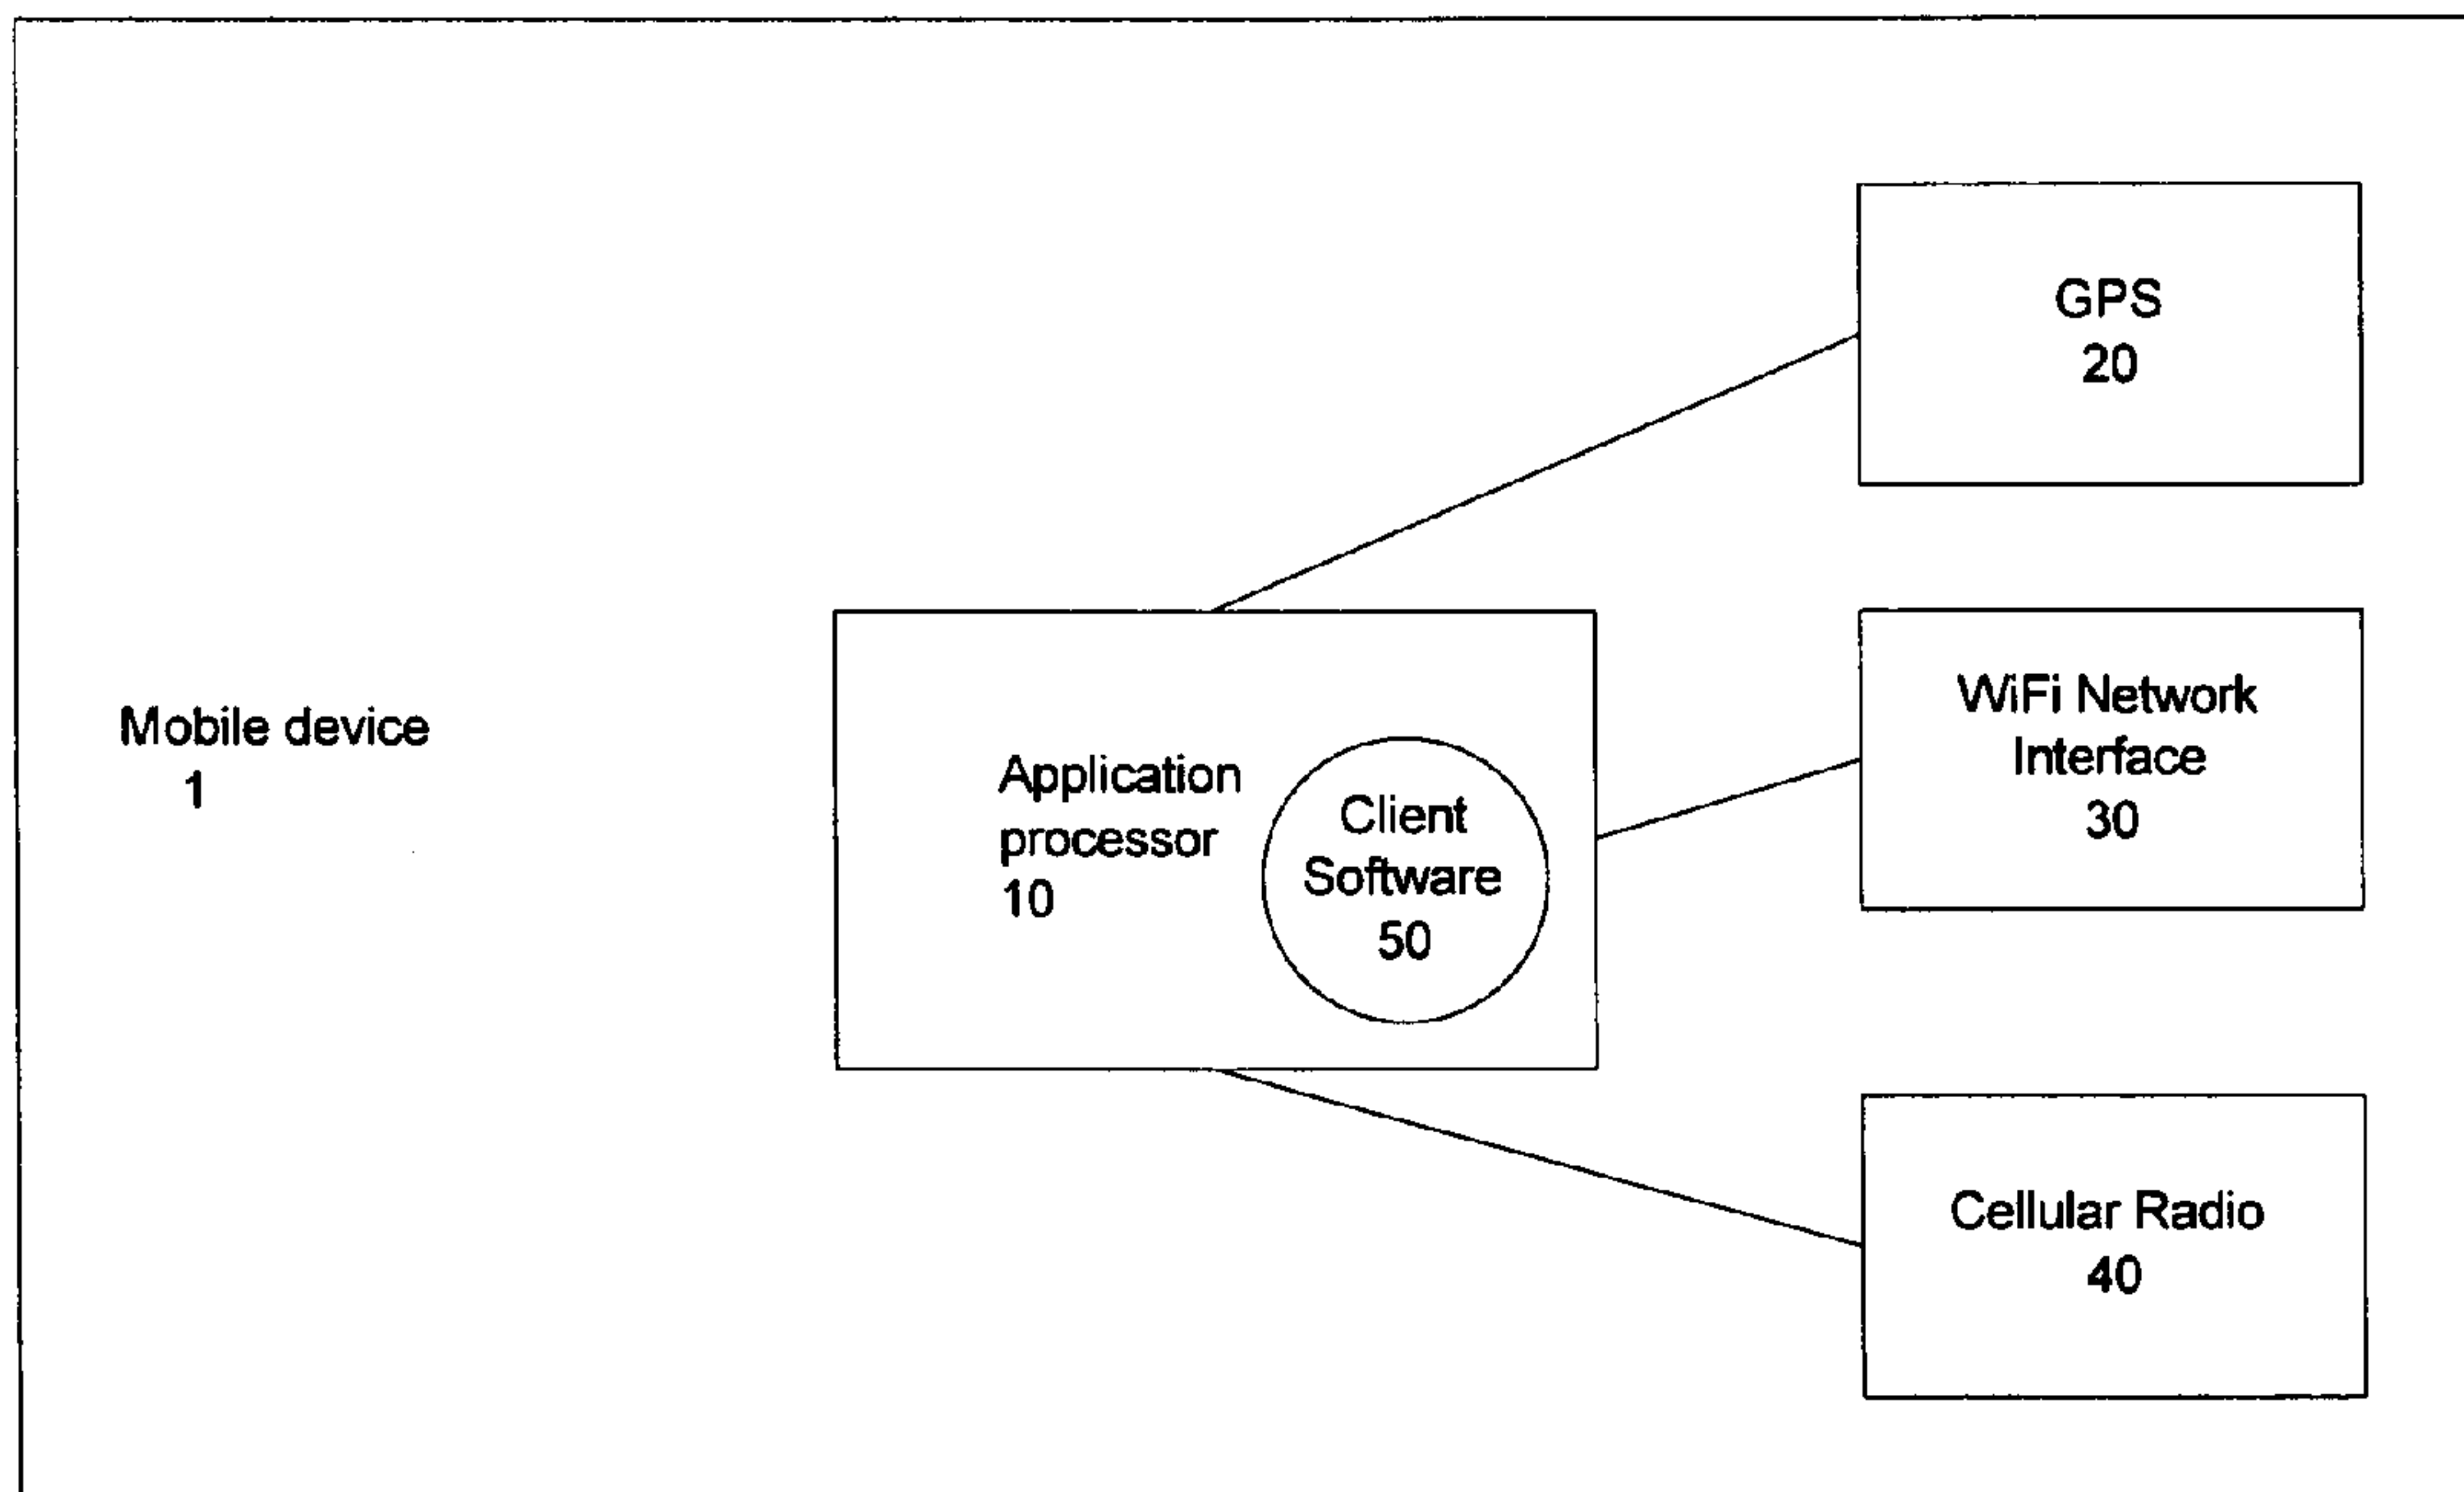 Mobile device
1
Application
processor
10
Client
Software
50
GPS
20
WiFi Network
Interface
30
Cellular Radio
40